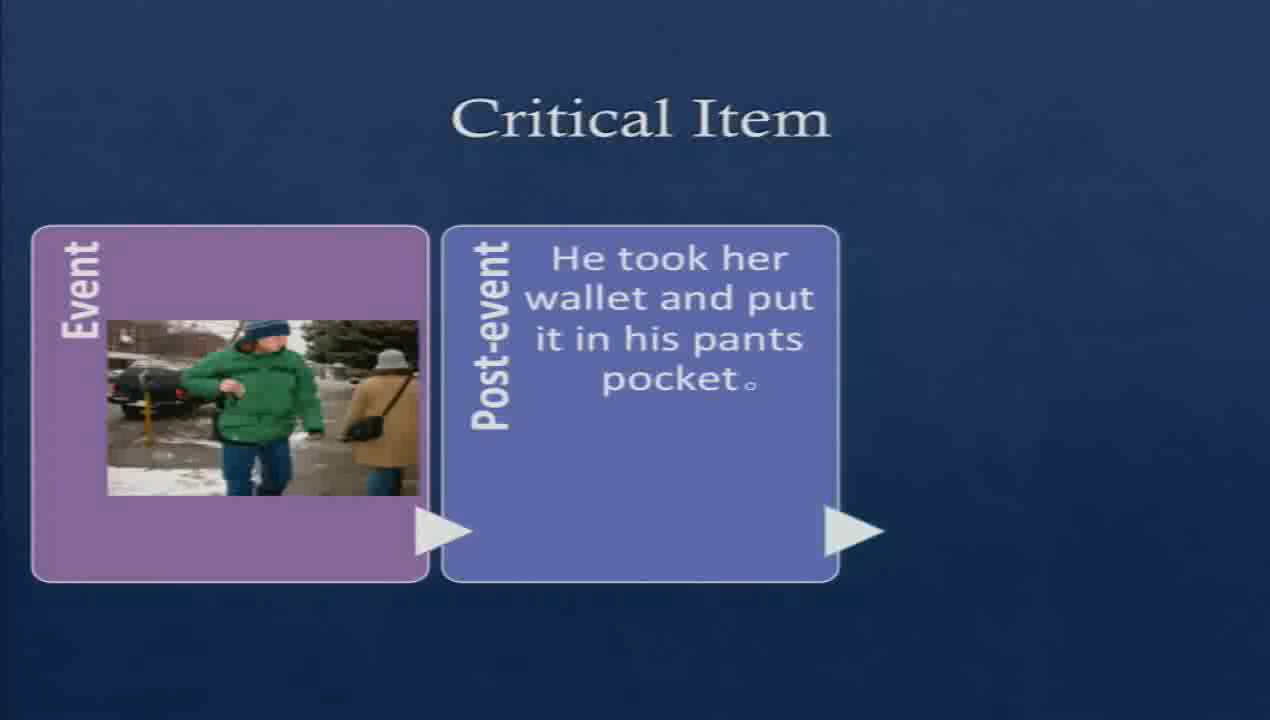 Critical Item
Event
Post-event
He took her
wallet and put
it in his pants
pocket。